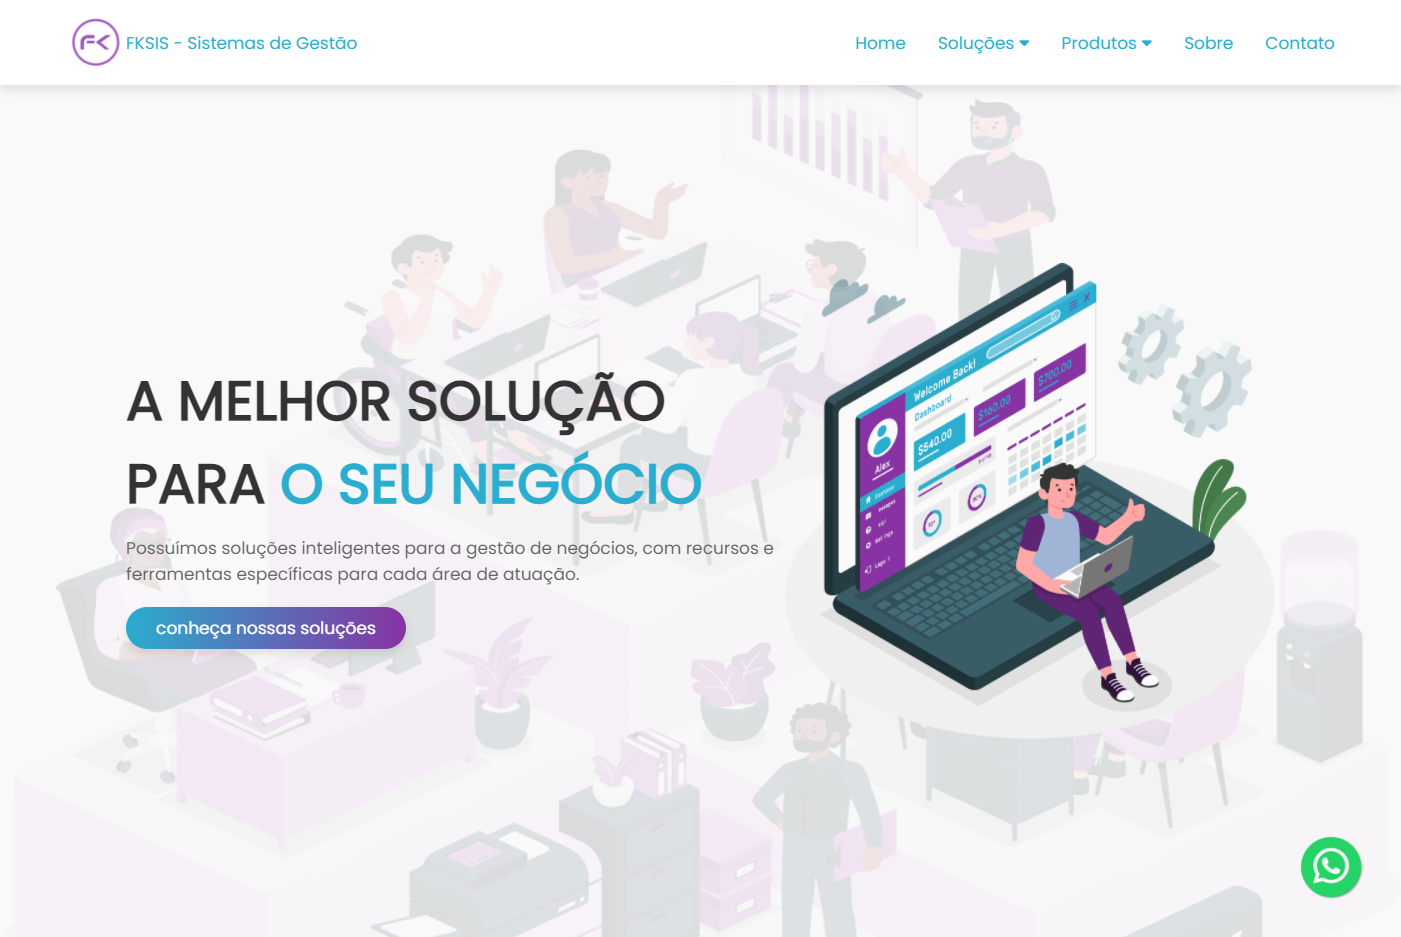 FK FKSIS - Sistemas de Gestão
Home Soluções Produtos Sobre Contato
A MELHOR SOLUÇÃO
PARA O SEU NEGÓCIO
Possuímos soluções inteligentes para a gestão de negócios, com recursos e
ferramentas específicas para cada área de atuação.
conheça nossas soluções
Welcome Back!
Dashboard
$540.00
$160.00
$700.00
Alex